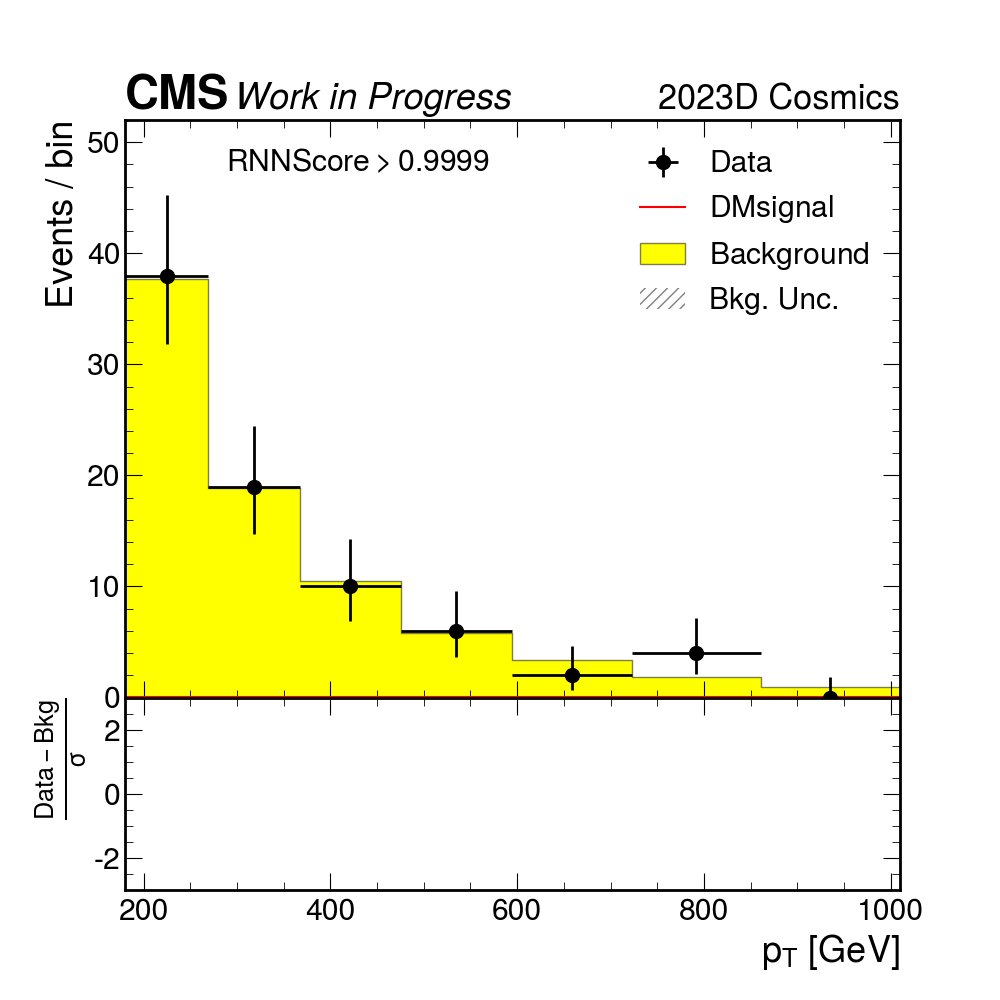 CMS Work in Progress 2023D Cosmics
Events / bin
50
40
30
20
10
0
RNNScore > 0.9999
Data
DMsignal
Background
Bkg. Unc.
Data – Bkg
σ
2
0
-2
200 400 600 800 1000
pT [GeV]